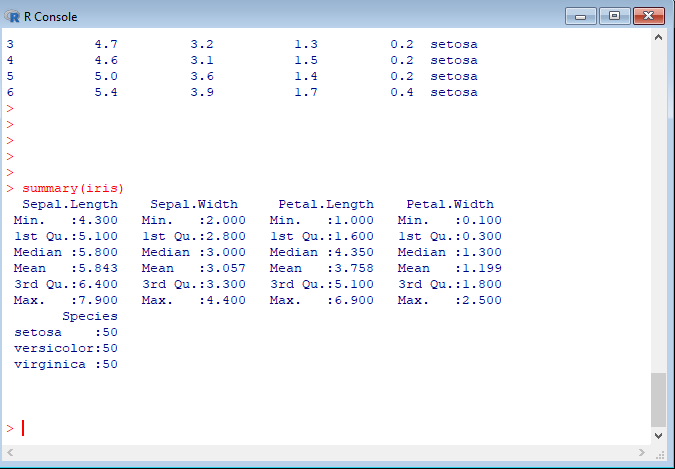 R Console
3          4.7         3.2          1.3         0.2  setosa
4          4.6         3.1          1.5         0.2  setosa
5          5.0         3.6          1.4         0.2  setosa
6          5.4         3.9          1.7         0.4  setosa
>
>
>
>
>
> summary(iris)
  Sepal.Length    Sepal.Width    Petal.Length    Petal.Width
 Min.   :4.300   Min.   :2.000   Min.   :1.000   Min.   :0.100
 1st Qu.:5.100   1st Qu.:2.800   1st Qu.:1.600   1st Qu.:0.300
 Median :5.800   Median :3.000   Median :4.350   Median :1.300
 Mean   :5.843   Mean   :3.057   Mean   :3.758   Mean   :1.199
 3rd Qu.:6.400   3rd Qu.:3.300   3rd Qu.:5.100   3rd Qu.:1.800
 Max.   :7.900   Max.   :4.400   Max.   :6.900   Max.   :2.500
       Species
 setosa    :50
 versicolor:50
 virginica :50
>